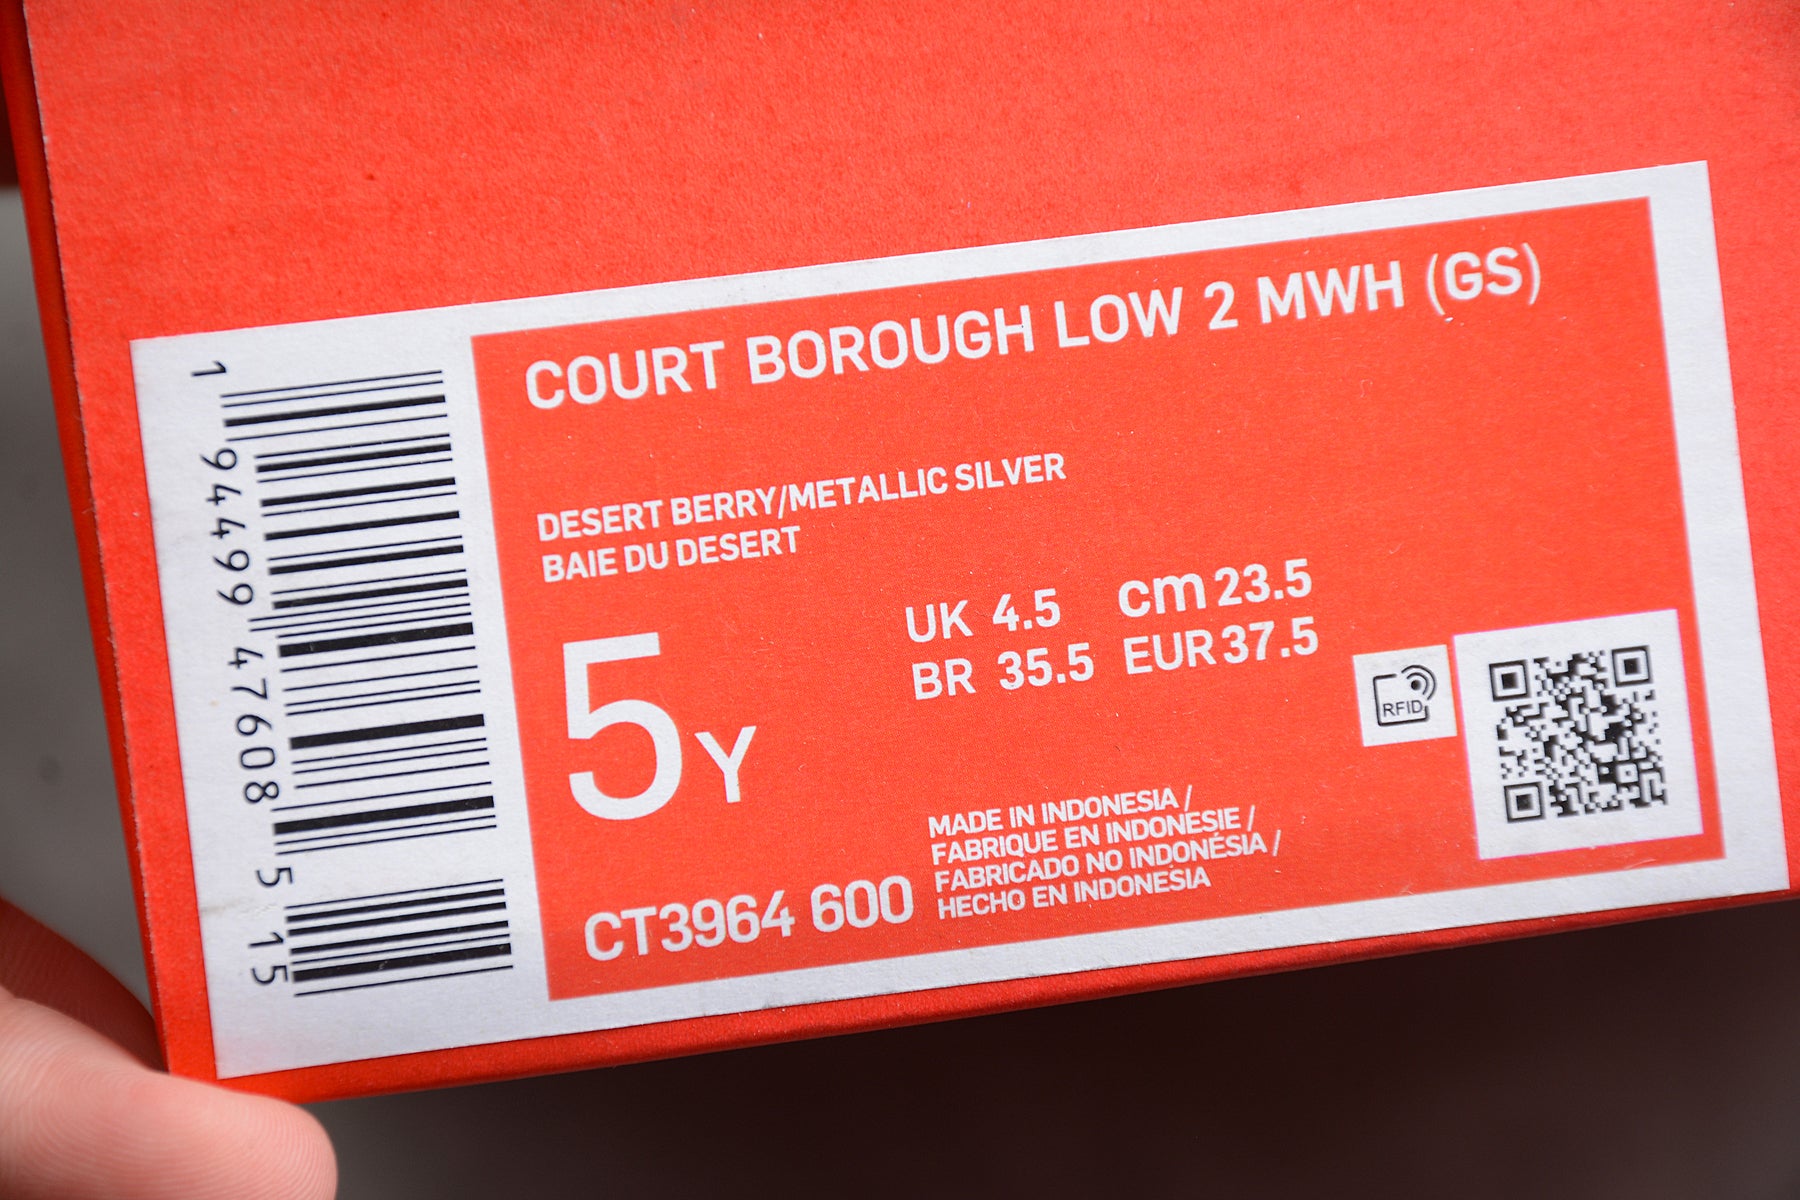 COURT BOROUGH LOW 2 MWH (GS)
DESERT BERRY/METALLIC SILVER
BAIE DU DESERT
5Y
UK 4.5 cm 23.5
BR 35.5 EUR 37.5
RFID
MADE IN INDONESIA /
FABRIQUE EN INDONESIE /
FABRICADO NO INDONÉSIA /
HECHO EN INDONESIA
CT3964 600
1 94499 47608 5 15